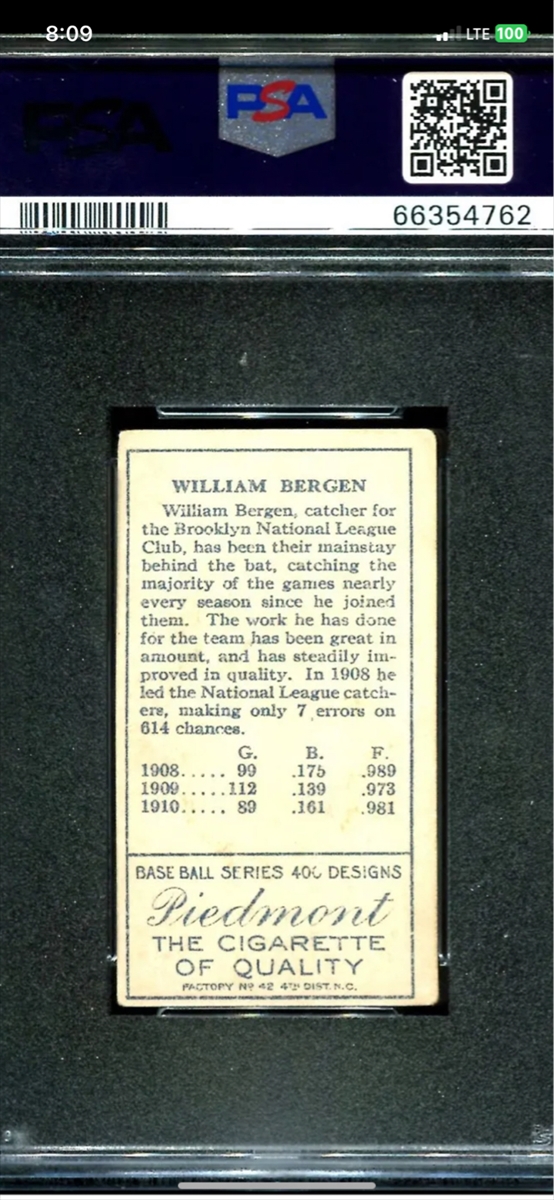 8:09
LTE 100
PSA
PSA
66354762
WILLIAM BERGEN
William Bergen, catcher for
the Brooklyn National League
Club, has been their mainstay
behind the bat, catching the
majority of the games nearly
every season since he joined
them. The work he has done
for the team has been great in
amount, and has steadily im-
proved in quality. In 1908 he
led the National League catch-
ers, making only 7 errors on
614 chances.
G. B. F.
1908..... 99 .175 .989
1909.....112 .139 .973
1910..... 89 .161 .981
BASE BALL SERIES 400 DESIGNS
Piedmont
THE CIGARETTE
OF QUALITY
FACTORY Nº 42 4TH DIST. N.C.